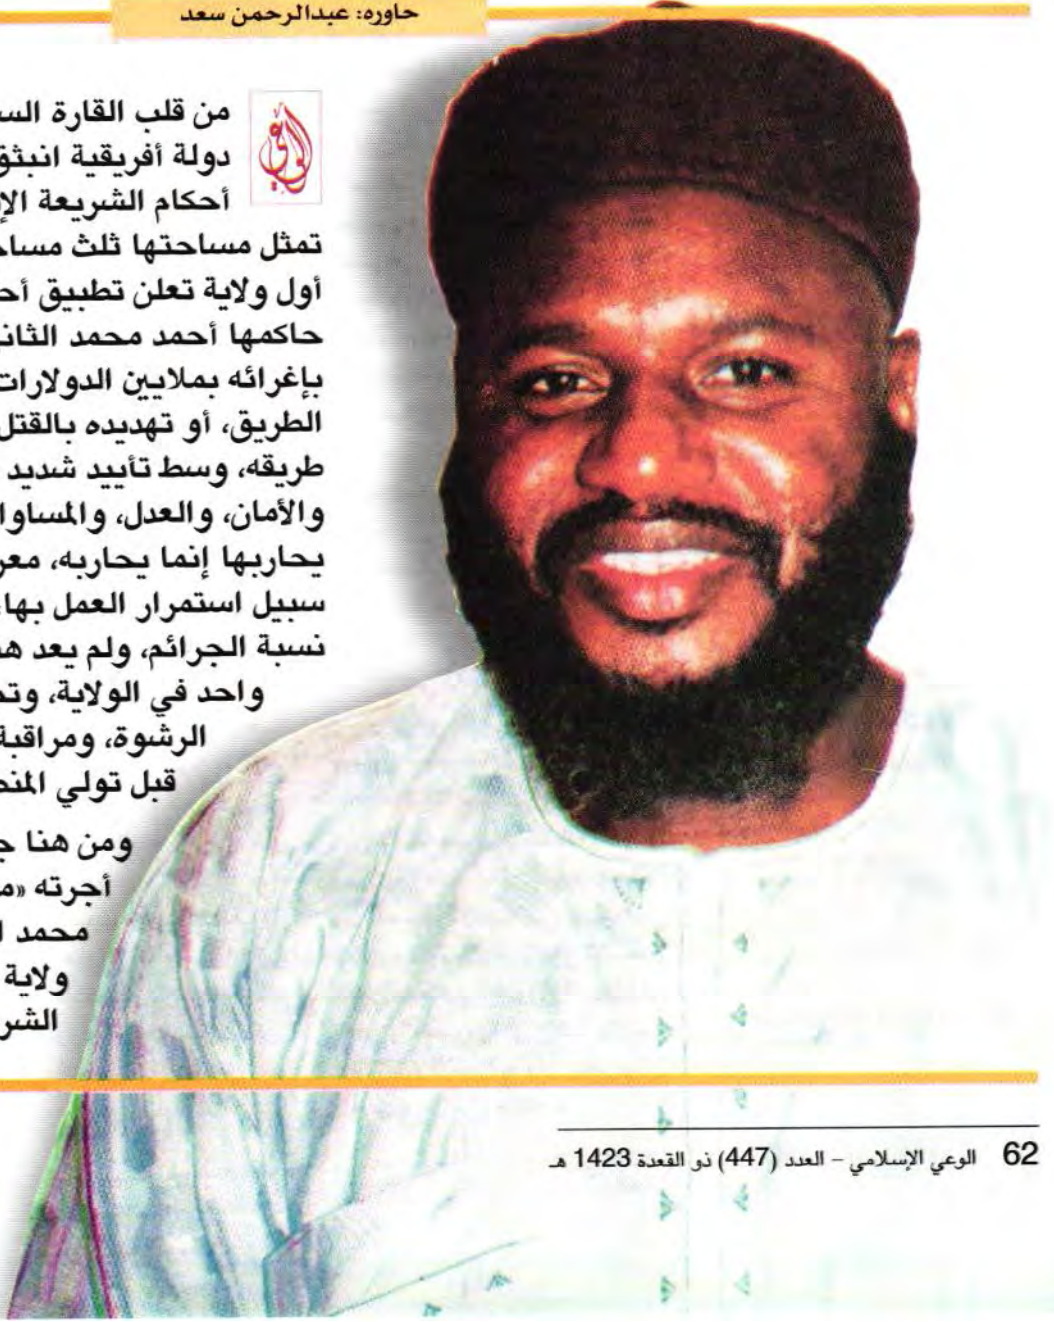 حاوره: عبدالرحمن سعد
الوعي
من قلب القارة الس
دولة أفريقية انبثق
أحكام الشريعة الإ
تمثل مساحتها ثلث مسا
أول ولاية تعلن تطبيق أح
حاكمها أحمد محمد الثان
بإغرائه بملايين الدولارات
الطريق، أو تهديده بالقتل
طريقه، وسط تأييد شديد
والأمان، والعدل، والمساوا
يحاربها إنما يحاربه، معر
سبيل استمرار العمل بها
نسبة الجرائم، ولم يعد ه
واحد في الولاية، وت
الرشوة، ومراقبة
قبل تولي المن
ومن هنا ج
أجرته «م
محمد ا
ولاية
الشر
62 الوعي الإسلامي – العدد (447) ذو القعدة 1423 هـ